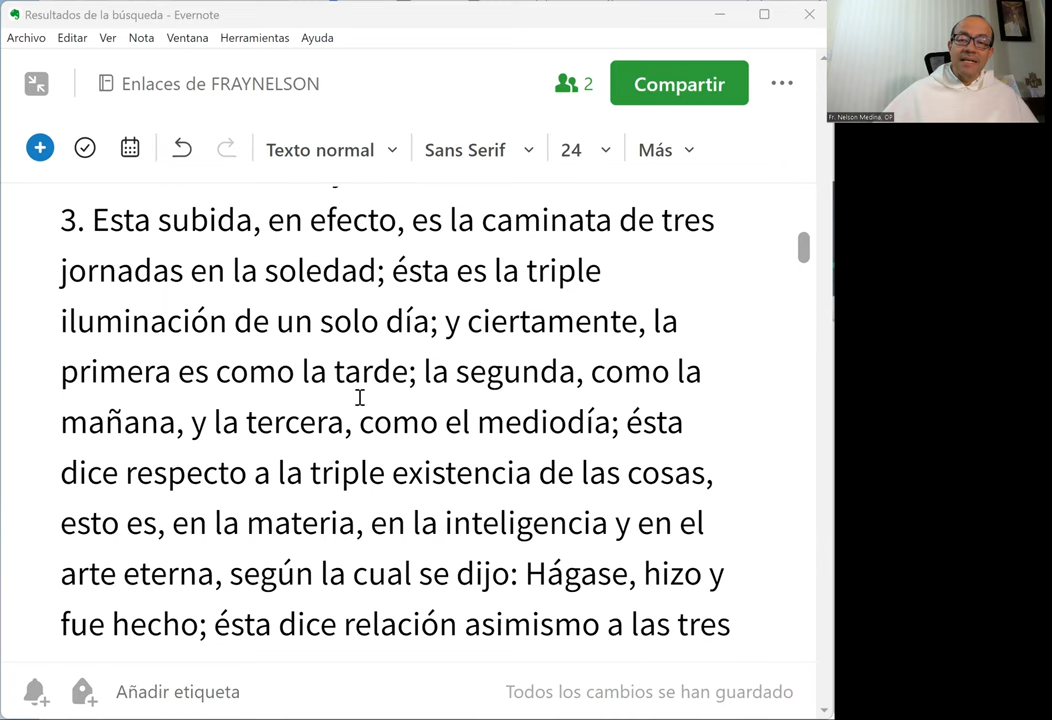 Resultados de la búsqueda - Evernote
Archivo Editar Ver Nota Ventana Herramientas Ayuda
Enlaces de FRAYNELSON
2
Compartir
Texto normal Sans Serif 24 Más
3. Esta subida, en efecto, es la caminata de tres
jornadas en la soledad; ésta es la triple
iluminación de un solo día; y ciertamente, la
primera es como la tarde; la segunda, como la
mañana, y la tercera, como el mediodía; ésta
dice respecto a la triple existencia de las cosas,
esto es, en la materia, en la inteligencia y en el
arte eterna, según la cual se dijo: Hágase, hizo y
fue hecho; ésta dice relación asimismo a las tres
Añadir etiqueta
Todos los cambios se han guardado
Fr. Nelson Medina, OP